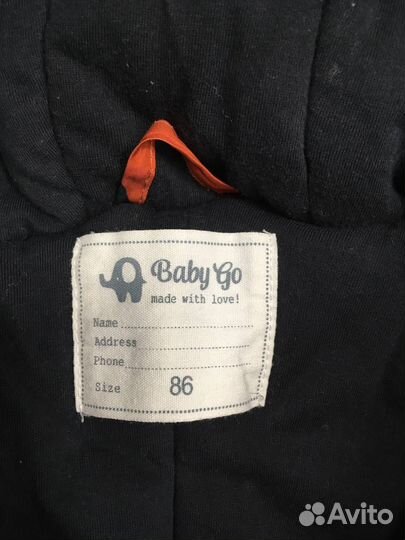 Baby Go
made with love!
Name
Address
Phone
Size 86
Avito